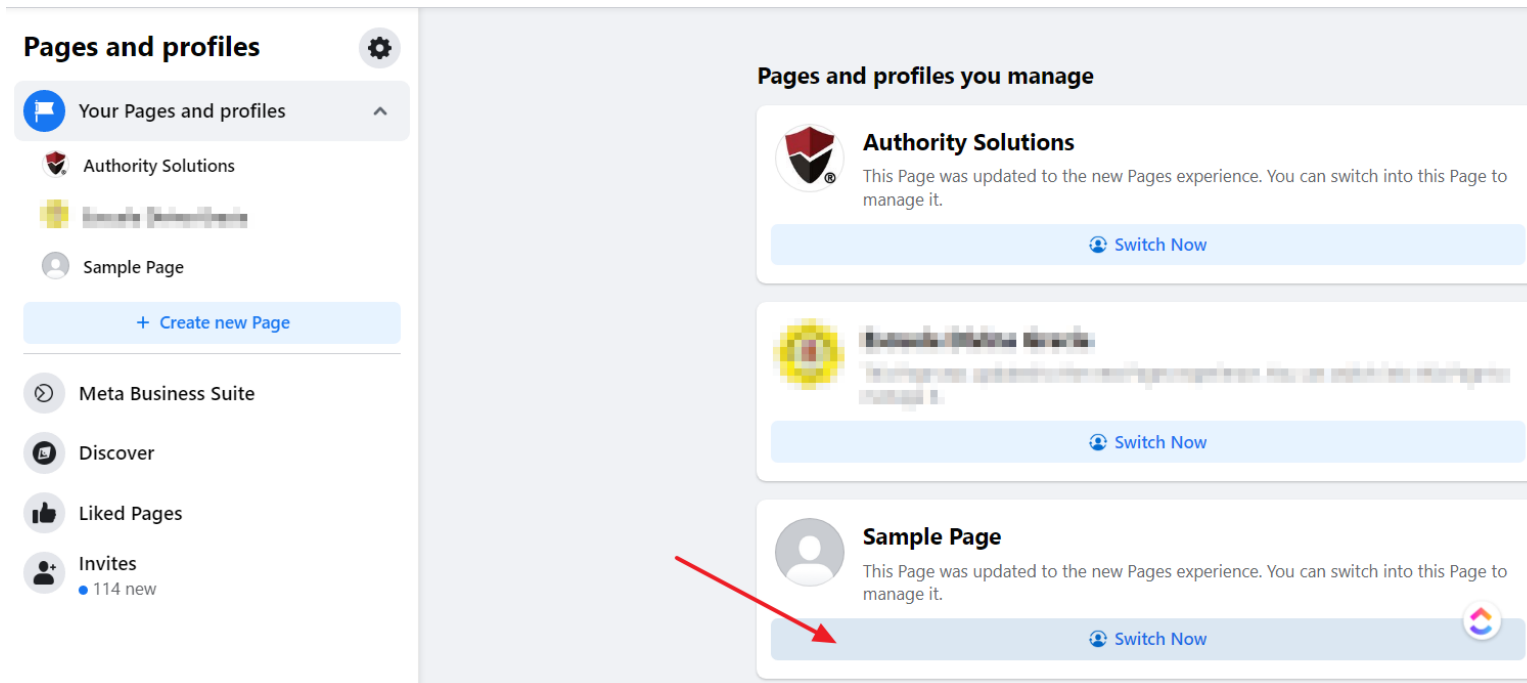 Pages and profiles
Your Pages and profiles
Authority Solutions
Sample Page
+ Create new Page
Meta Business Suite
Discover
Liked Pages
Invites
114 new
Pages and profiles you manage
Authority Solutions
This Page was updated to the new Pages experience. You can switch into this Page to
manage it.
Switch Now
Switch Now
Sample Page
This Page was updated to the new Pages experience. You can switch into this Page to
manage it.
Switch Now